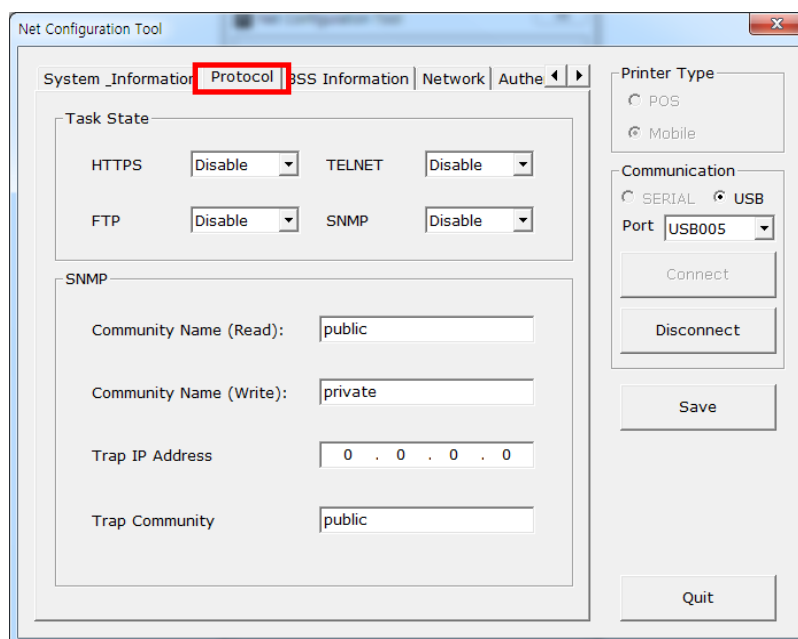 Net Configuration Tool
System _Information Protocol BSS Information Network Authe
Task State
HTTPS Disable TELNET Disable
FTP Disable SNMP Disable
SNMP
Community Name (Read): public
Community Name (Write): private
Trap IP Address 0 . 0 . 0 . 0
Trap Community public
Printer Type
POS
Mobile
Communication
SERIAL USB
Port USB005
Connect
Disconnect
Save
Quit